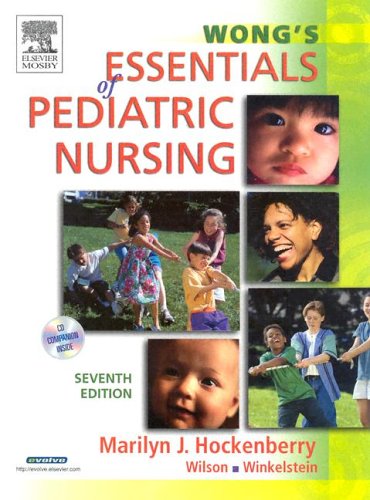 ELSEVIER
MOSBY
WONG'S
ESSENTIALS
of
PEDIATRIC
NURSING
CD
COMPANION
INSIDE
SEVENTH
EDITION
Marilyn J. Hockenberry
Wilson ■ Winkelstein
evolve
http://evolve.elsevier.com